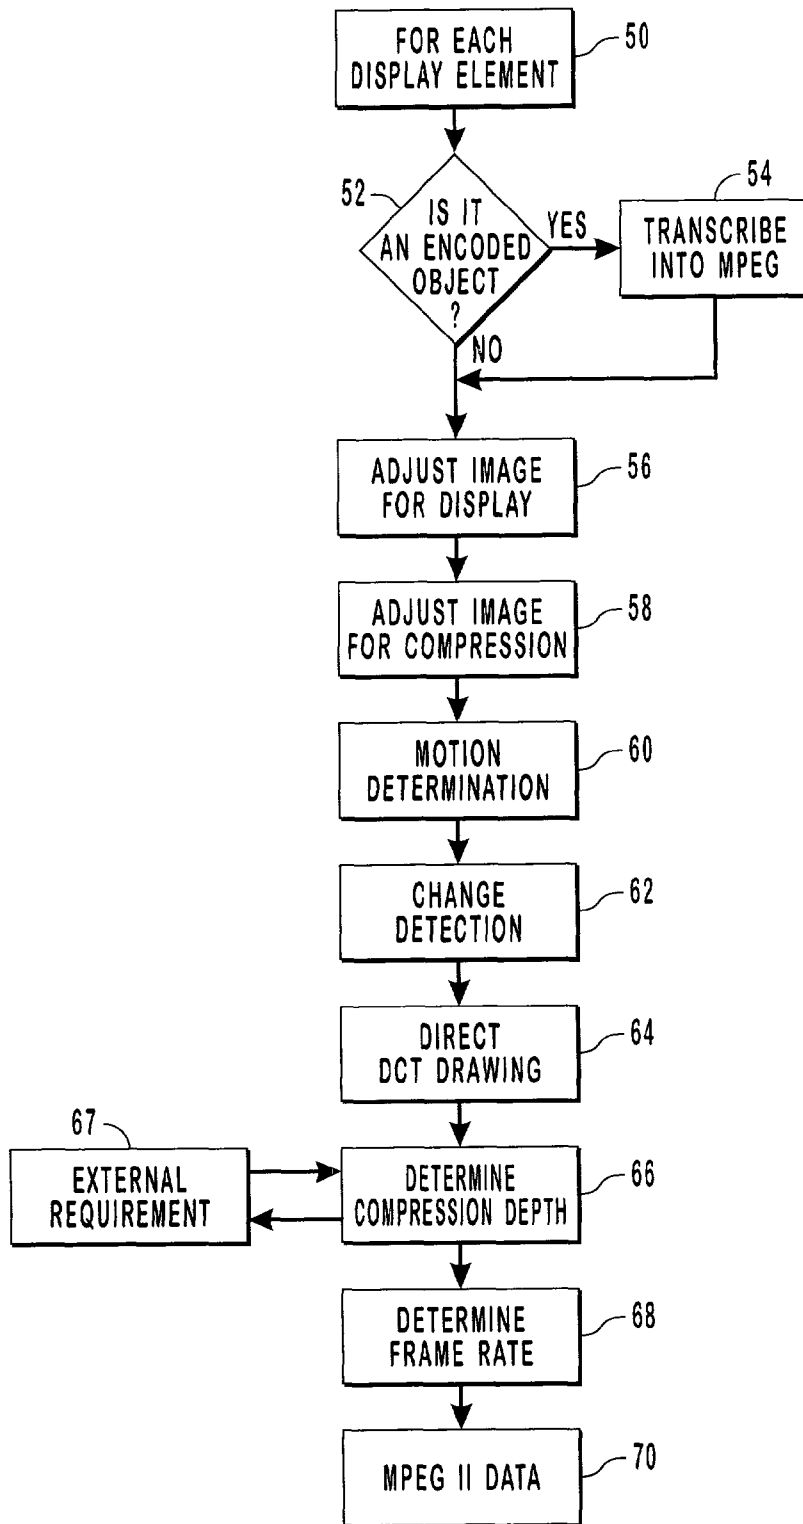 FOR EACH
DISPLAY ELEMENT
50
52
IS IT
AN ENCODED
OBJECT
?
YES
NO
54
TRANSCRIBE
INTO MPEG
ADJUST IMAGE
FOR DISPLAY
56
ADJUST IMAGE
FOR COMPRESSION
58
MOTION
DETERMINATION
60
CHANGE
DETECTION
62
DIRECT
DCT DRAWING
64
67
EXTERNAL
REQUIREMENT
DETERMINE
COMPRESSION DEPTH
66
DETERMINE
FRAME RATE
68
MPEG II DATA
70